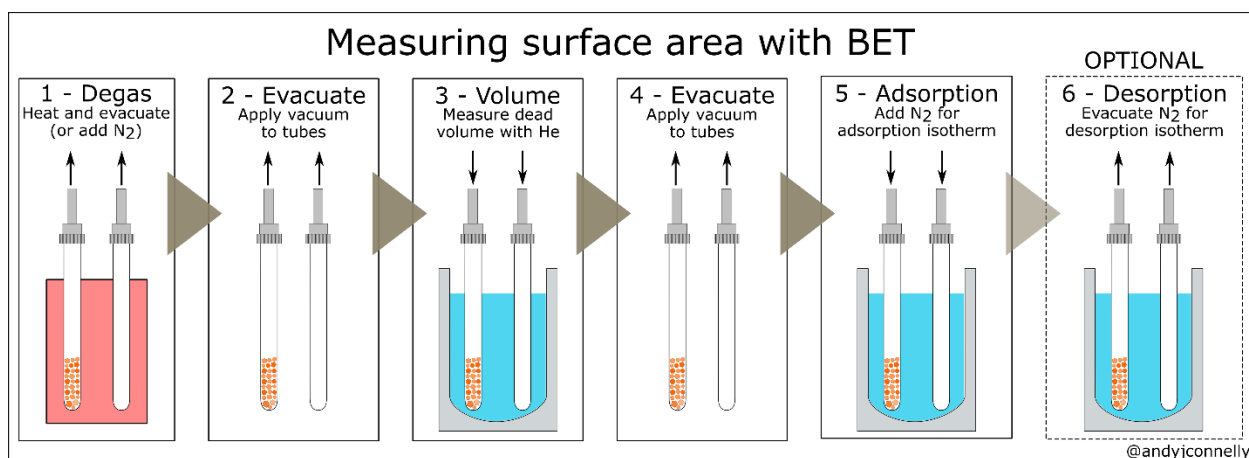 Measuring surface area with BET
1 - Degas
Heat and evacuate
(or add N2)
2 - Evacuate
Apply vacuum
to tubes
3 - Volume
Measure dead
volume with He
4 - Evacuate
Apply vacuum
to tubes
5 - Adsorption
Add N2 for
adsorption isotherm
OPTIONAL
6 - Desorption
Evacuate N2 for
desorption isotherm
@andyjconnelly